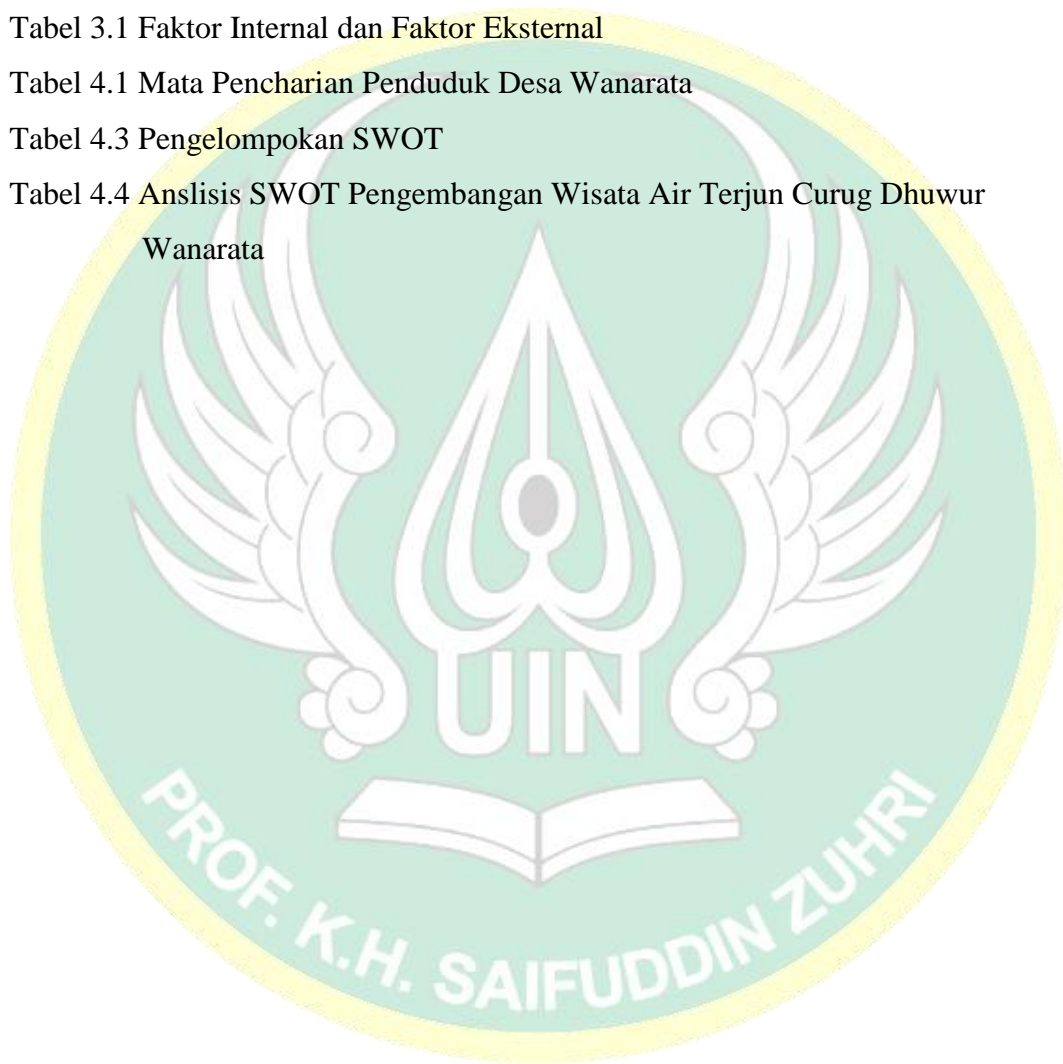 Tabel 3.1 Faktor Internal dan Faktor Eksternal
Tabel 4.1 Mata Pencharian Penduduk Desa Wanarata
Tabel 4.3 Pengelompokan SWOT
Tabel 4.4 Anslisis SWOT Pengembangan Wisata Air Terjun Curug Dhuwur
Wanarata
UIN
PROF. K.H. SAIFUDDIN ZUHRI